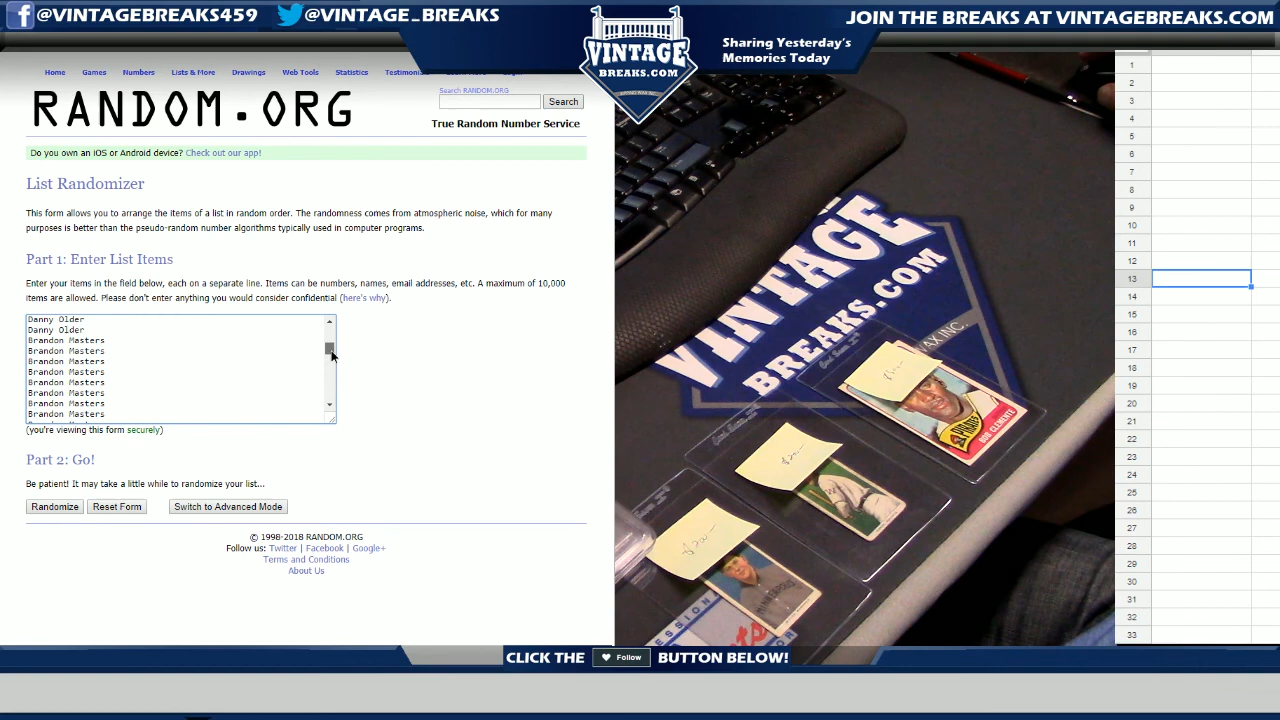 @VINTAGEBREAKS459
@VINTAGE_BREAKS
JOIN THE BREAKS AT VINTAGEBREAKS.COM
VINTAGE
BREAKS.COM
Sharing Yesterday's
Memories Today
Home Games Numbers Lists & More Drawings Web Tools Statistics
RANDOM.ORG
Search RANDOM.ORG
Search
True Random Number Service
Do you own an iOS or Android device? Check out our app!
List Randomizer
This form allows you to arrange the items of a list in random order. The randomness comes from atmospheric noise, which for many
purposes is better than the pseudo-random number algorithms typically used in computer programs.
Part 1: Enter List Items
Enter your items in the field below, each on a separate line. Items can be numbers, names, email addresses, etc. A maximum of 10,000
items are allowed. Please don't enter anything you would consider confidential (here's why).
Danny Older
Danny Older
Brandon Masters
Brandon Masters
Brandon Masters
Brandon Masters
Brandon Masters
Brandon Masters
Brandon Masters
Brandon Masters
(you're viewing this form securely)
Part 2: Go!
Be patient! It may take a little while to randomize your list...
Randomize Reset Form Switch to Advanced Mode
© 1998-2018 RANDOM.ORG
Follow us: Twitter | Facebook | Google+
Terms and Conditions
About Us
VINTAGE
BREAKS.COM
WAX INC.
PIRATES
BOB CLEMENTE
1
2
3
4
5
6
7
8
9
10
11
12
13
14
15
16
17
18
19
20
21
22
23
24
25
26
27
28
29
30
31
32
33
CLICK THE Follow BUTTON BELOW!